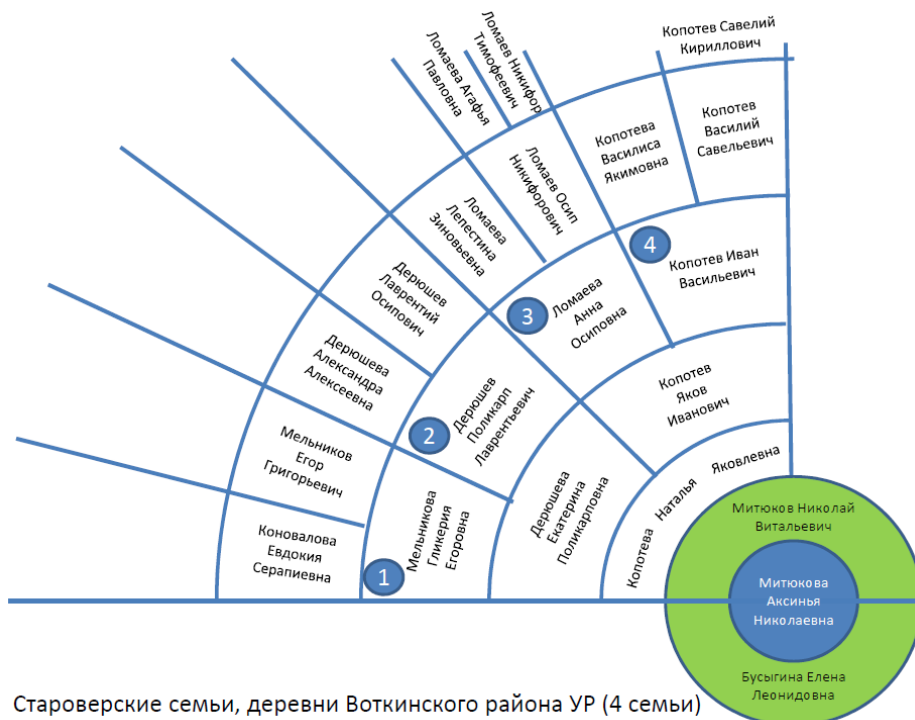 Копотев Савелий
Кириллович
Ломаев Никифор
Тимофеевич
Ломаева Агафья
Павловна
Копотев
Василий
Савельевич
Копотева
Василиса
Якимовна
Ломаев Осип
Никифорович
Ломаева
Лепестина
Зиновьевна
Дерюшев
Лаврентий
Осипович
Дерюшева
Александра
Алексеевна
Мельников
Егор
Григорьевич
Коновалова
Евдокия
Серапиевна
4
Копотев Иван
Васильевич
3
Ломаева
Анна
Осиповна
2
Дерюшев
Поликарп
Лаврентьевич
1
Мельникова
Гликерия
Егоровна
Копотев
Яков
Иванович
Дерюшева
Екатерина
Поликарповна
Копотева Наталья Яковлевна
Митюков Николай
Витальевич
Митюкова
Аксинья
Николаевна
Бусыгина Елена
Леонидовна
Староверские семьи, деревни Воткинского района УР (4 семьи)